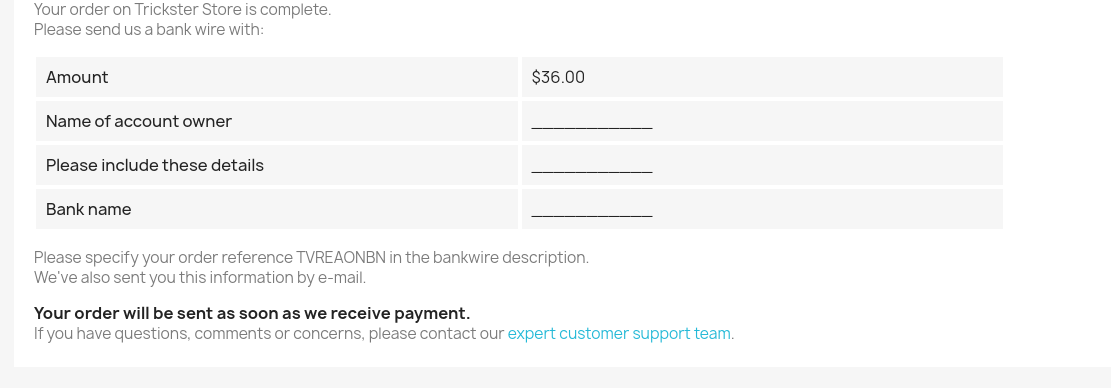 Your order on Trickster Store is complete.
Please send us a bank wire with:
Amount $36.00
Name of account owner ___________
Please include these details ___________
Bank name ___________
Please specify your order reference TVREAONBN in the bankwire description.
We've also sent you this information by e-mail.
Your order will be sent as soon as we receive payment.
If you have questions, comments or concerns, please contact our expert customer support team.